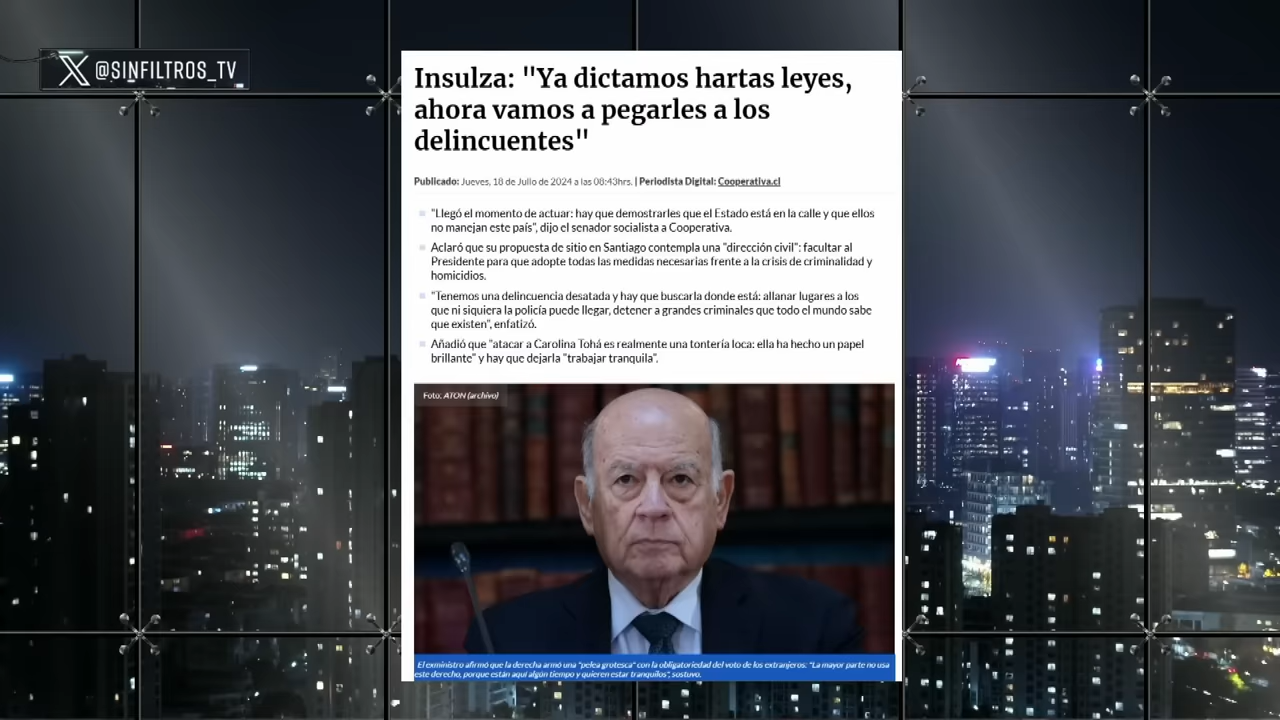 @SINFILTROS_TV
Insulza: "Ya dictamos hartas leyes,
ahora vamos a pegarles a los
delincuentes"
Publicado: Jueves, 18 de Julio de 2024 a las 08:43hrs. | Periodista Digital: Cooperativa.cl
"Llegó el momento de actuar: hay que demostrarles que el Estado está en la calle y que ellos
no manejan este país", dijo el senador socialista a Cooperativa.
Aclaró que su propuesta de sitio en Santiago contempla una "dirección civil": facultar al
Presidente para que adopte todas las medidas necesarias frente a la crisis de criminalidad y
homicidios.
"Tenemos una delincuencia desatada y hay que buscarla donde está: allanar lugares a los
que ni siquiera la policía puede llegar, detener a grandes criminales que todo el mundo sabe
que existen", enfatizó.
Añadió que "atacar a Carolina Tohá es realmente una tontería loca: ella ha hecho un papel
brillante" y hay que dejarla "trabajar tranquila".
Foto: ATON (archivo)
El exministro afirmó que la derecha armó una "pelea grotesca" con la obligatoriedad del voto de los extranjeros: "La mayor parte no usa
este derecho, porque están aquí algún tiempo y quieren estar tranquilos", sostuvo.